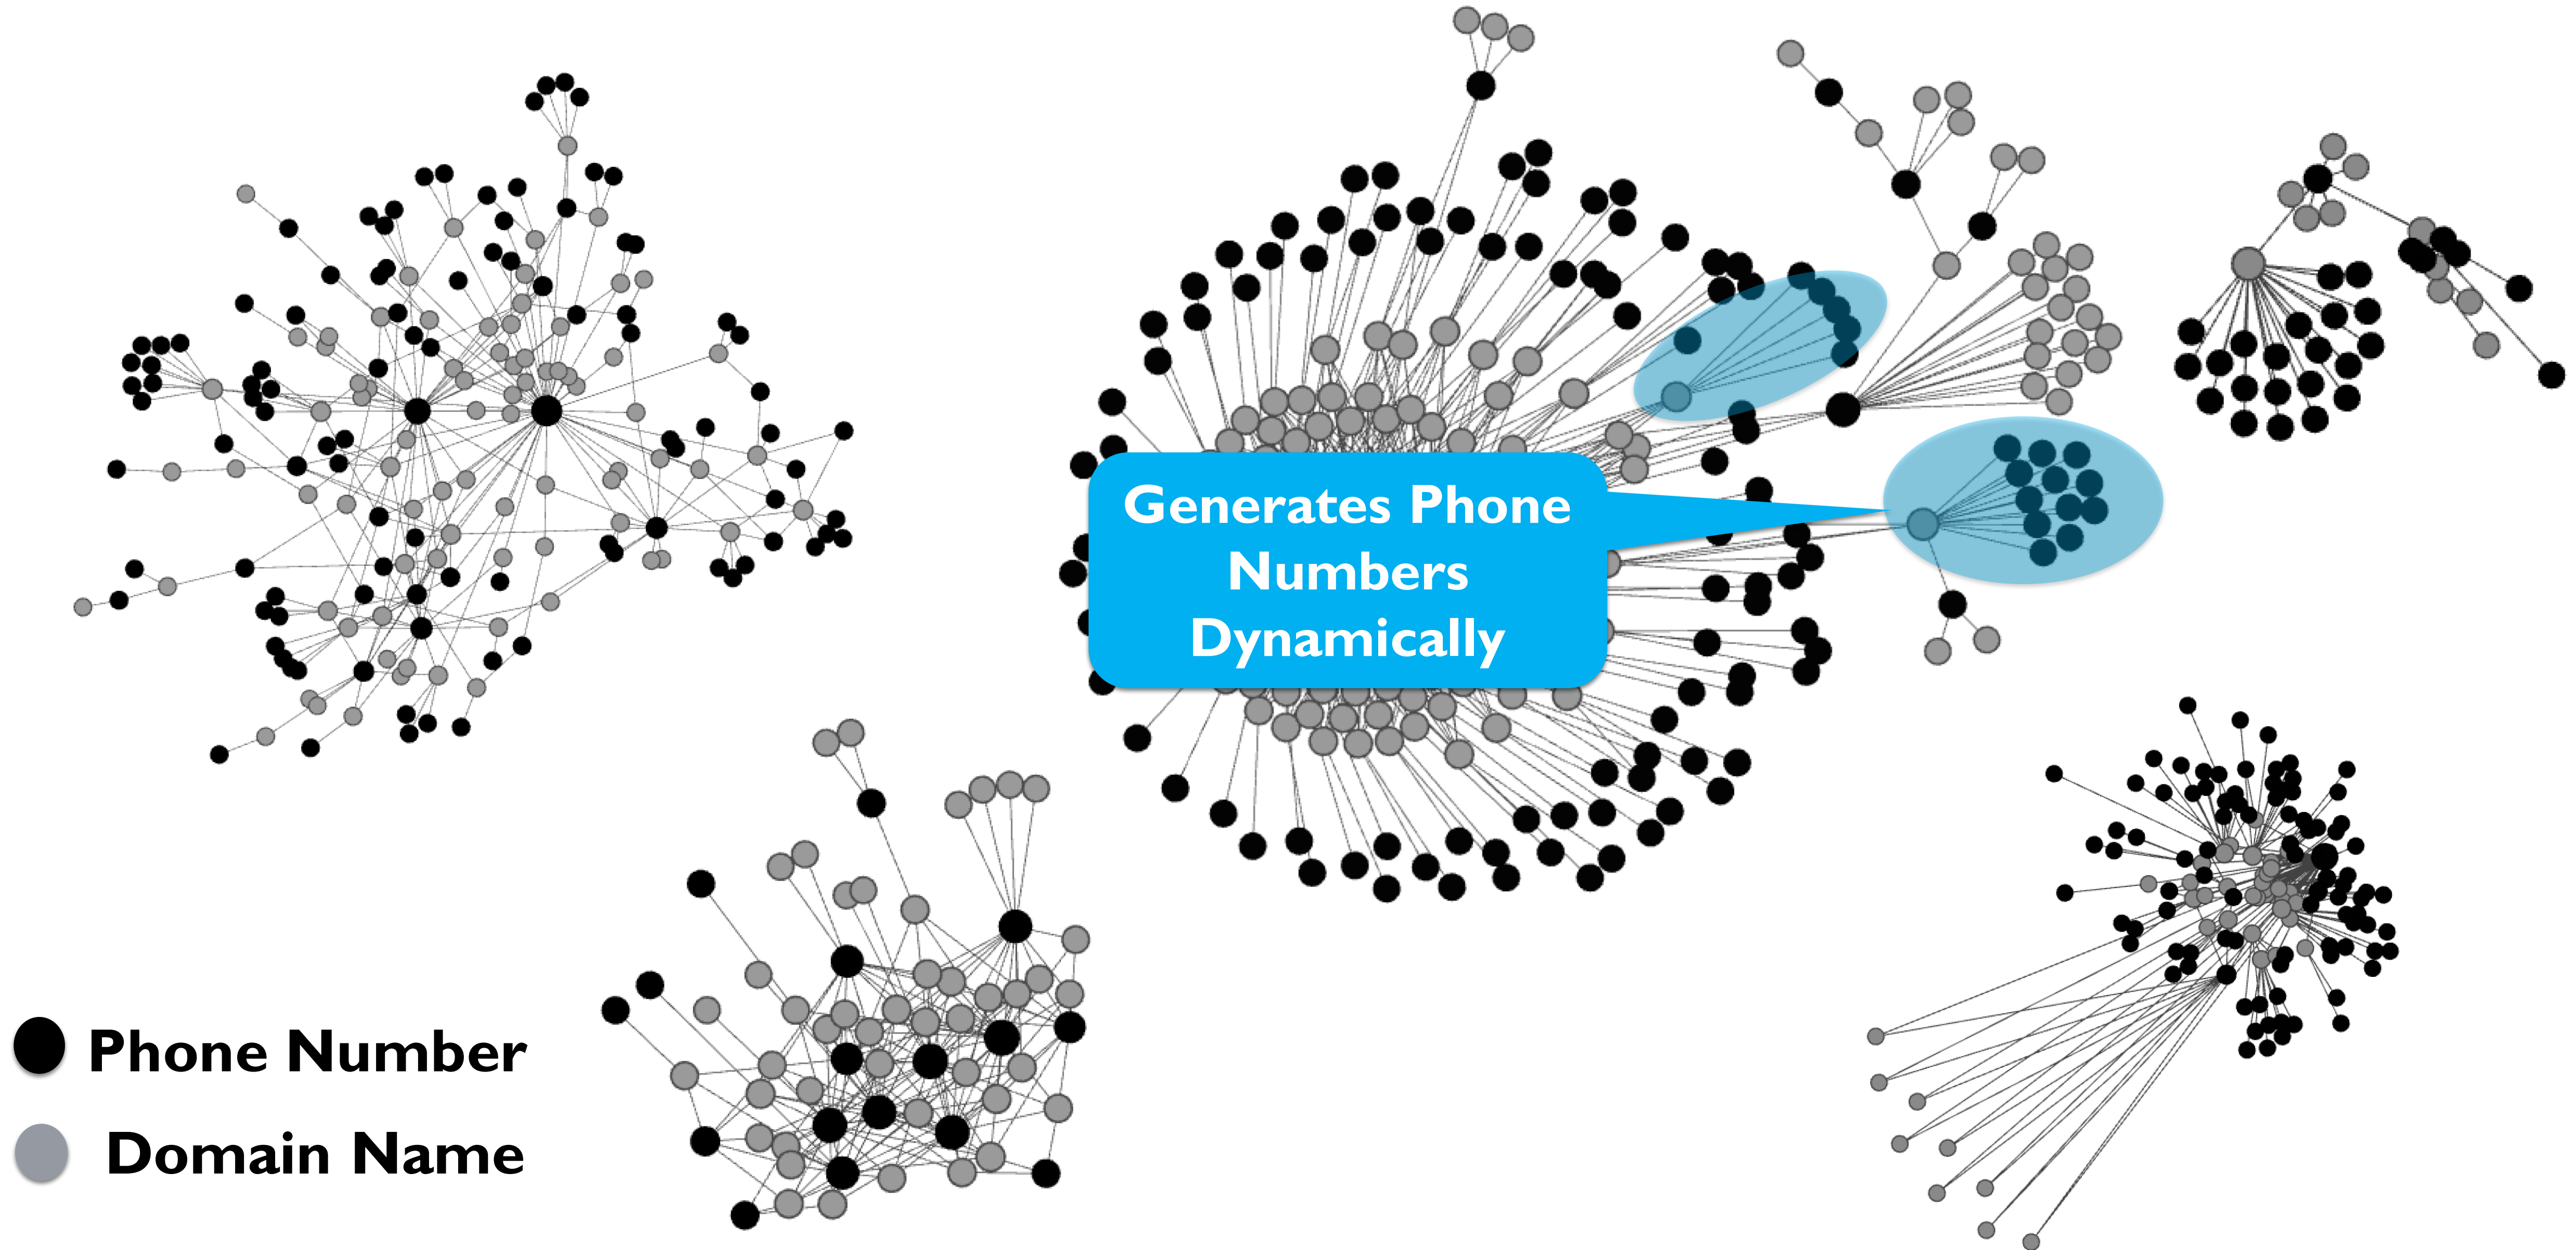 Generates Phone
Numbers
Dynamically
Phone Number
Domain Name